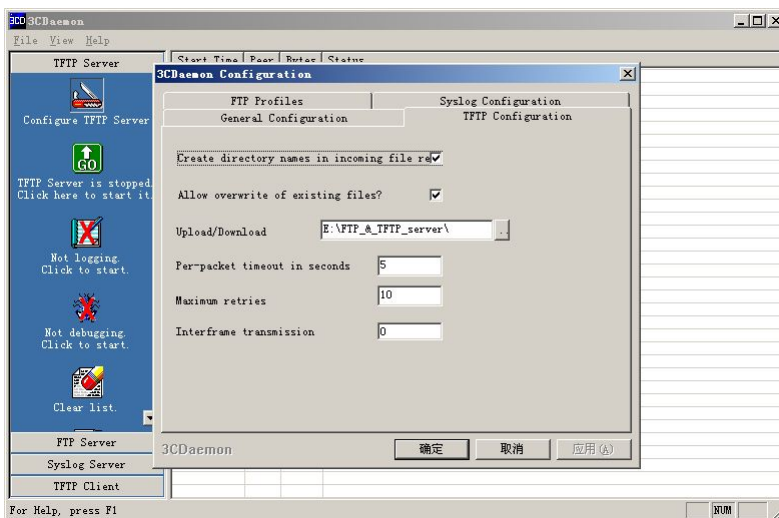 3CD 3CDaemon
File View Help
TFTP Server
Start Time Peer Bytes Status
3CDaemon Configuration
FTP Profiles
Syslog Configuration
General Configuration
TFTP Configuration
Configure TFTP Server
Create directory names in incoming file re
GO
TFTP Server is stopped.
Click here to start it.
Allow overwrite of existing files?
Upload/Download
E:\FTP_&_TFTP_server\
..
Not logging.
Click to start.
Per-packet timeout in seconds
5
Maximum retries
10
Interframe transmission
0
Not debugging.
Click to start.
Clear list.
FTP Server
Syslog Server
TFTP Client
3CDaemon
确定
取消
应用(A)
For Help, press F1
NUM